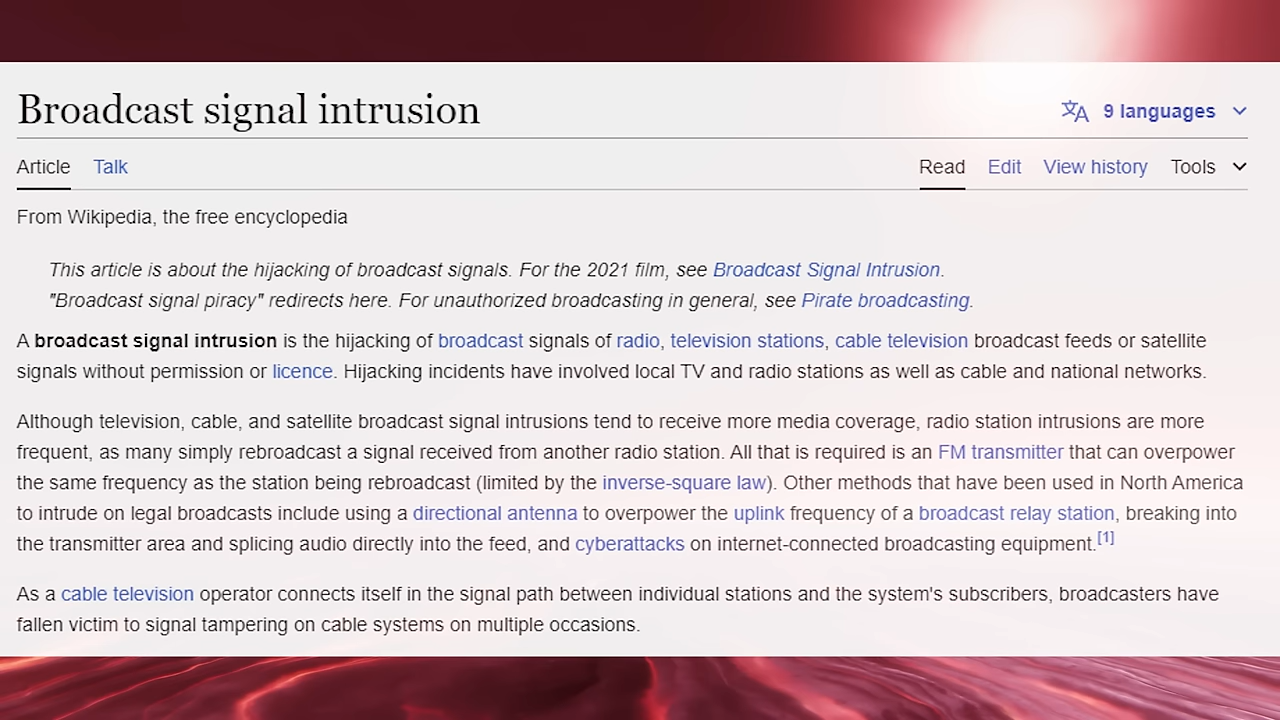 Broadcast signal intrusion
9 languages
Article Talk Read Edit View history Tools
From Wikipedia, the free encyclopedia
This article is about the hijacking of broadcast signals. For the 2021 film, see Broadcast Signal Intrusion.
"Broadcast signal piracy" redirects here. For unauthorized broadcasting in general, see Pirate broadcasting.
A broadcast signal intrusion is the hijacking of broadcast signals of radio, television stations, cable television broadcast feeds or satellite
signals without permission or licence. Hijacking incidents have involved local TV and radio stations as well as cable and national networks.
Although television, cable, and satellite broadcast signal intrusions tend to receive more media coverage, radio station intrusions are more
frequent, as many simply rebroadcast a signal received from another radio station. All that is required is an FM transmitter that can overpower
the same frequency as the station being rebroadcast (limited by the inverse-square law). Other methods that have been used in North America
to intrude on legal broadcasts include using a directional antenna to overpower the uplink frequency of a broadcast relay station, breaking into
the transmitter area and splicing audio directly into the feed, and cyberattacks on internet-connected broadcasting equipment.[1]
As a cable television operator connects itself in the signal path between individual stations and the system's subscribers, broadcasters have
fallen victim to signal tampering on cable systems on multiple occasions.